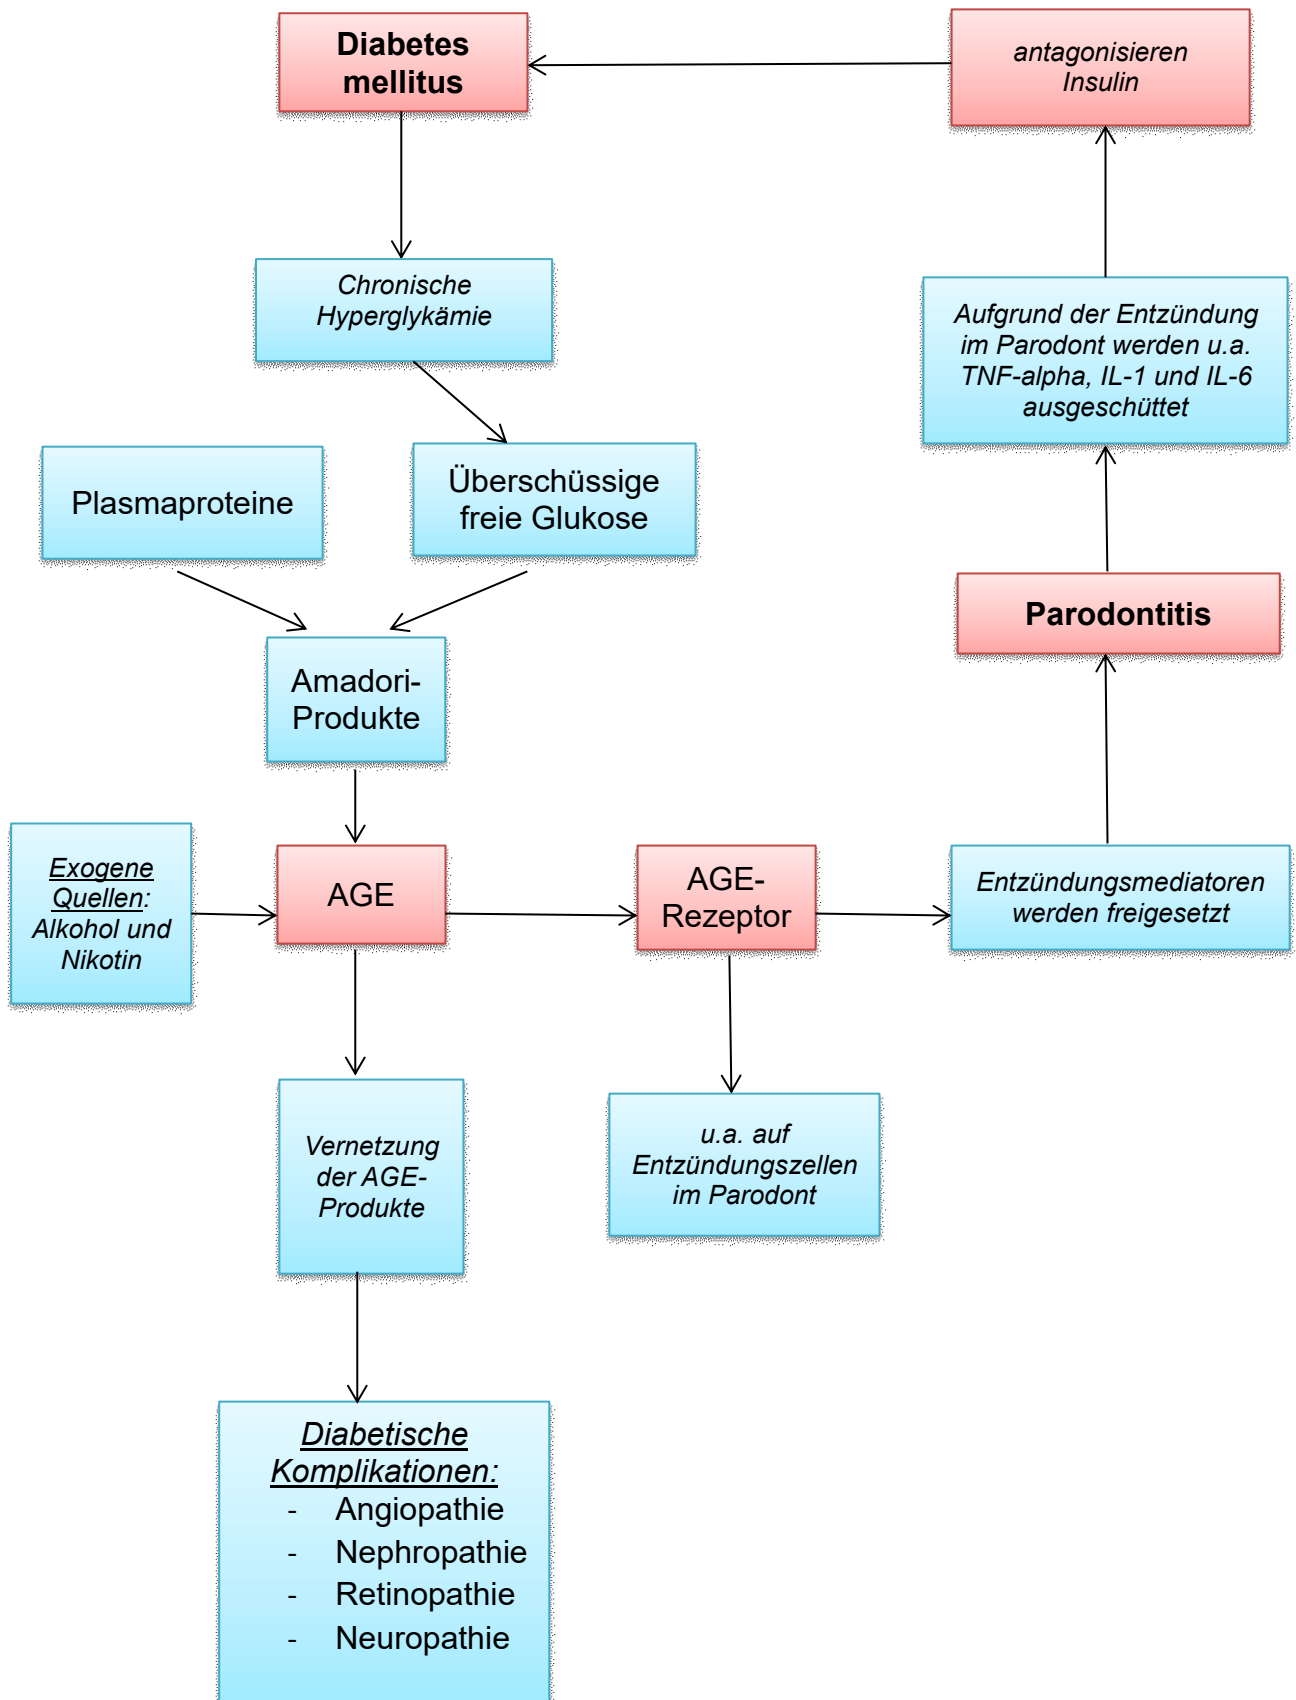 Diabetes
mellitus
antagonisieren
Insulin
Chronische
Hyperglykämie
Aufgrund der Entzündung
im Parodont werden u.a.
TNF-alpha, IL-1 und IL-6
ausgeschüttet
Plasmaproteine
Überschüssige
freie Glukose
Parodontitis
Amadori-
Produkte
Exogene
Quellen:
Alkohol und
Nikotin
AGE
AGE-
Rezeptor
Entzündungsmediatoren
werden freigesetzt
Vernetzung
der AGE-
Produkte
u.a. auf
Entzündungszellen
im Parodont
Diabetische
Komplikationen:
- Angiopathie
- Nephropathie
- Retinopathie
- Neuropathie